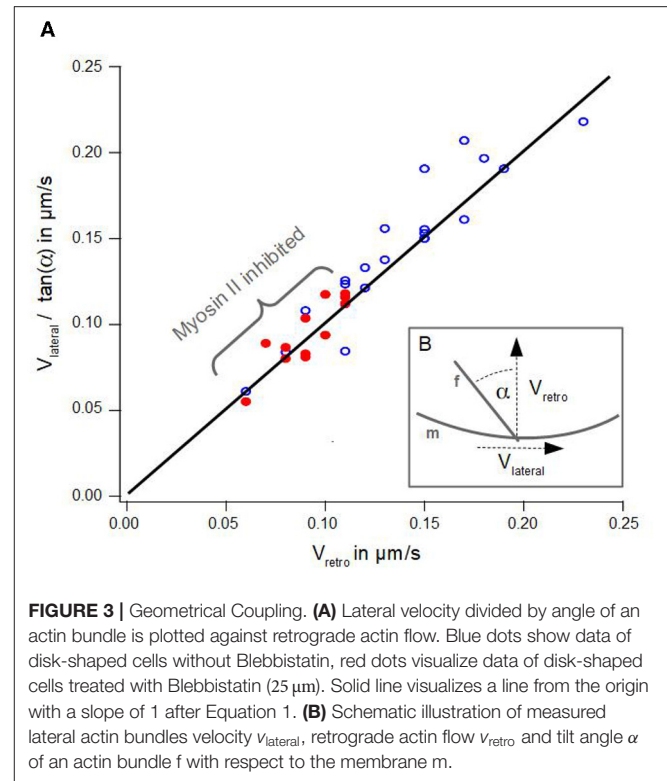 A
0.25
0.20
0.15
0.10
0.05
0.00
V lateral / tan(α) in µm/s
Myosin II inhibited
B
f
α
V retro
m
V lateral
0.00 0.05 0.10 0.15 0.20 0.25
V retro in µm/s
FIGURE 3 | Geometrical Coupling. (A) Lateral velocity divided by angle of an
actin bundle is plotted against retrograde actin flow. Blue dots show data of
disk-shaped cells without Blebbistatin, red dots visualize data of disk-shaped
cells treated with Blebbistatin (25 µm). Solid line visualizes a line from the origin
with a slope of 1 after Equation 1. (B) Schematic illustration of measured
lateral actin bundles velocity vlateral, retrograde actin flow vretro and tilt angle α
of an actin bundle f with respect to the membrane m.